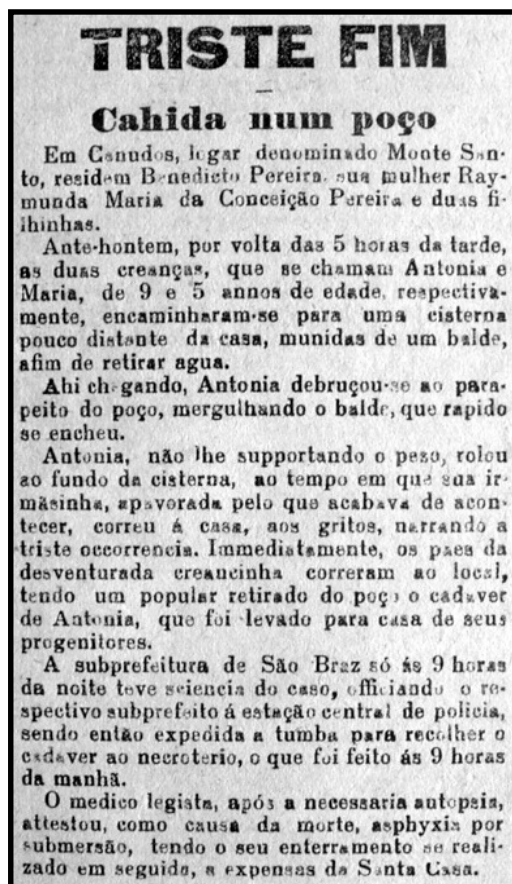 TRISTE FIM
Cahida num poço
Em Canudos, logar denominado Monte San-
to, residem Benedicto Pereira, sua mulher Ray-
munda Maria da Conceição Pereira e duas fi-
lhinhas.
Ante-hontem, por volta das 5 horas da tarde,
as duas creanças, que se chamam Antonia e
Maria, de 9 e 5 annos de edade, respectiva-
mente, encaminharam-se para uma cisterna
pouco distante da casa, munidas de um balde,
afim de retirar agua.
Ahi chegando, Antonia debruçou-se ao para-
peito do poço, mergulhando o balde, que rapido
se encheu.
Antonia, não lhe supportando o peso, rolou
ao fundo da cisterna, ao tempo em que sua ir-
mãsinha, apavorada pelo que acabava de acon-
tecer, correu á casa, aos gritos, narrando a
triste occorrencia. Immediatamente, os paes da
desventurada creancinha correram ao local,
tendo um popular retirado do poço o cadaver
de Antonia, que foi levado para casa de seus
progenitores.
A subprefeitura de São Braz só ás 9 horas
da noite teve sciencia do caso, officiando o re-
spectivo subprefeito á estação central de policia,
sendo então expedida a tumba para recolher o
cadaver ao necroterio, o que foi feito ás 9 horas
da manhã.
O medico legista, após a necessaria autopsia,
attestou, como causa da morte, asphyxia por
submersão, tendo o seu enterramento se reali-
zado em seguida, a expensas da Santa Casa.